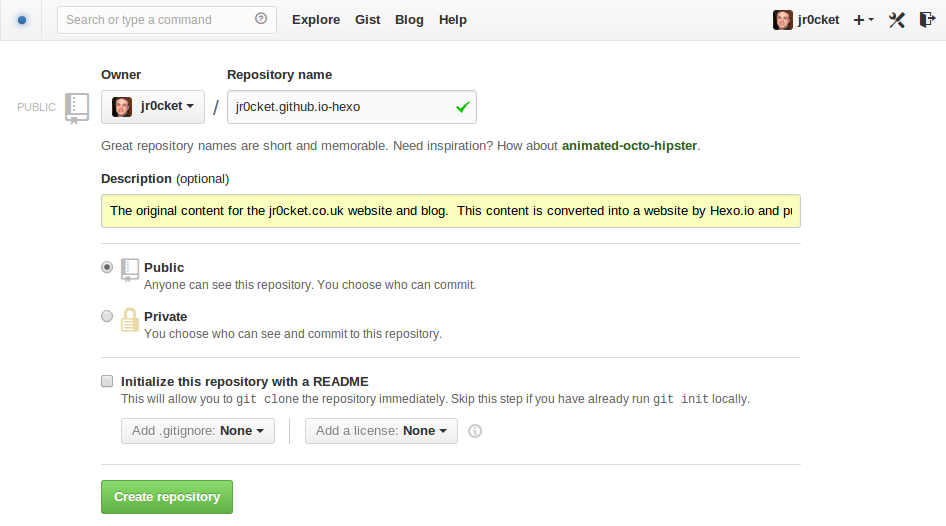 Search or type a command
Explore Gist Blog Help
jr0cket
Owner Repository name
PUBLIC jr0cket / jr0cket.github.io-hexo
Great repository names are short and memorable. Need inspiration? How about animated-octo-hipster.
Description (optional)
The original content for the jr0cket.co.uk website and blog.  This content is converted into a website by Hexo.io and
Public
Anyone can see this repository. You choose who can commit.
Private
You choose who can see and commit to this repository.
Initialize this repository with a README
This will allow you to git clone the repository immediately. Skip this step if you have already run git init locally.
Add .gitignore: None Add a license: None
Create repository